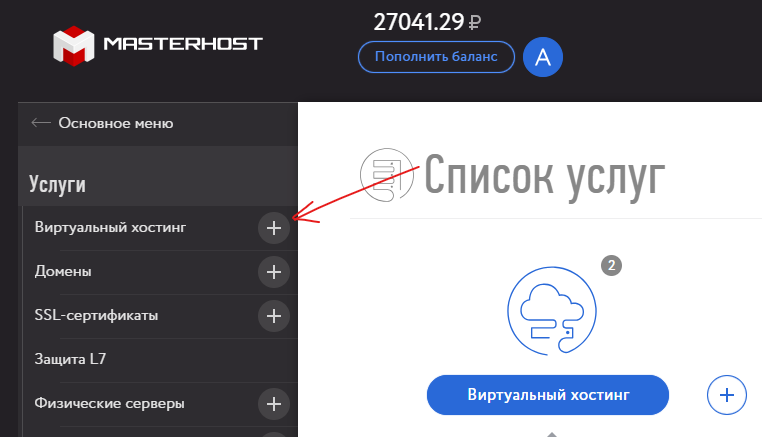 MASTERHOST
27041.29 ₽
Пополнить баланс
A
Основное меню
Услуги
Виртуальный хостинг
Домены
SSL-сертификаты
Защита L7
Физические серверы
Список услуг
2
Виртуальный хостинг